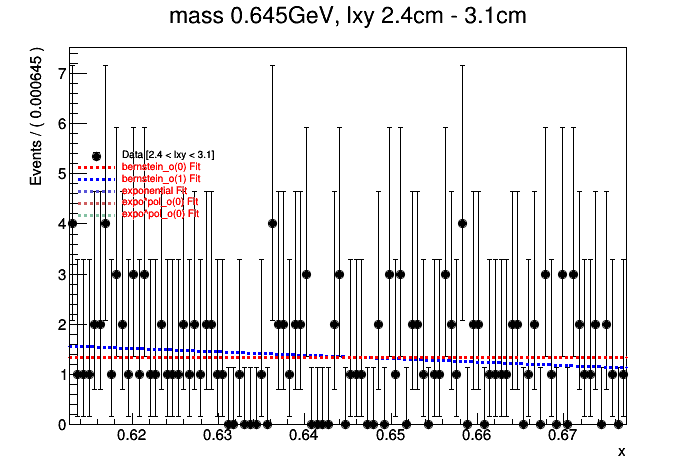 mass 0.645GeV, lxy 2.4cm - 3.1cm
Events / ( 0.000645 )
7
6
5
4
3
2
1
0
Data [2.4 < lxy < 3.1]
bernstein_o(0) Fit
bernstein_o(1) Fit
exponential Fit
expo*pol_o(0) Fit
expo*pol_o(0) Fit
0.62 0.63 0.64 0.65 0.66 0.67
x